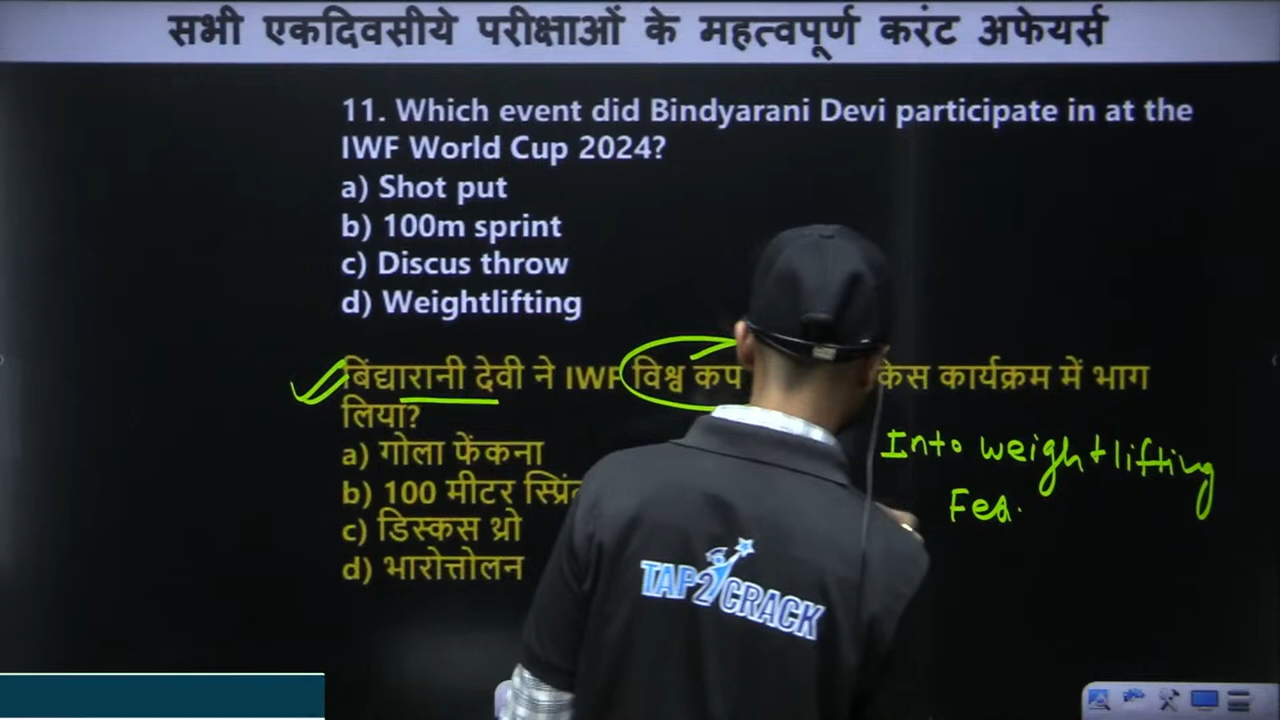 सभी एकदिवसीये परीक्षाओं के महत्वपूर्ण करंट अफेयर्स
11. Which event did Bindyarani Devi participate in at the
IWF World Cup 2024?
a) Shot put
b) 100m sprint
c) Discus throw
d) Weightlifting
बिंद्यारानी देवी ने IWF विश्व कप कार्यक्रम में भाग
लिया?
a) गोला फेंकना
b) 100 मीटर
c) डिस्कस थ्रो
d) भारोत्तोलन
Into weightlifting
Fed.
TAP2CRACK